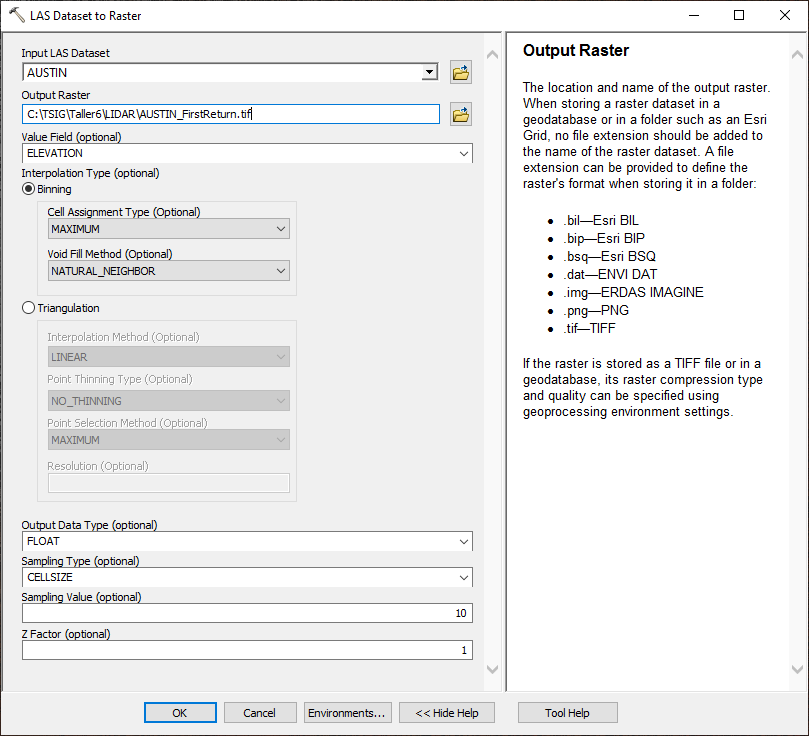 LAS Dataset to Raster
Input LAS Dataset
AUSTIN
Output Raster
C:\TSIG\Taller6\LIDAR\AUSTIN_FirstReturn.tif
Value Field (optional)
ELEVATION
Interpolation Type (optional)
Binning
Cell Assignment Type (Optional)
MAXIMUM
Void Fill Method (Optional)
NATURAL_NEIGHBOR
Triangulation
Interpolation Method (Optional)
LINEAR
Point Thinning Type (Optional)
NO_THINNING
Point Selection Method (Optional)
MAXIMUM
Resolution (Optional)
Output Data Type (optional)
FLOAT
Sampling Type (optional)
CELLSIZE
Sampling Value (optional)
10
Z Factor (optional)
1
Output Raster
The location and name of the output raster.
When storing a raster dataset in a
geodatabase or in a folder such as an Esri
Grid, no file extension should be added to
the name of the raster dataset. A file
extension can be provided to define the
raster's format when storing it in a folder:
• .bil—Esri BIL
• .bip—Esri BIP
• .bsq—Esri BSQ
• .dat—ENVI DAT
• .img—ERDAS IMAGINE
• .png—PNG
• .tif—TIFF
If the raster is stored as a TIFF file or in a
geodatabase, its raster compression type
and quality can be specified using
geoprocessing environment settings.
OK
Cancel
Environments...
<< Hide Help
Tool Help